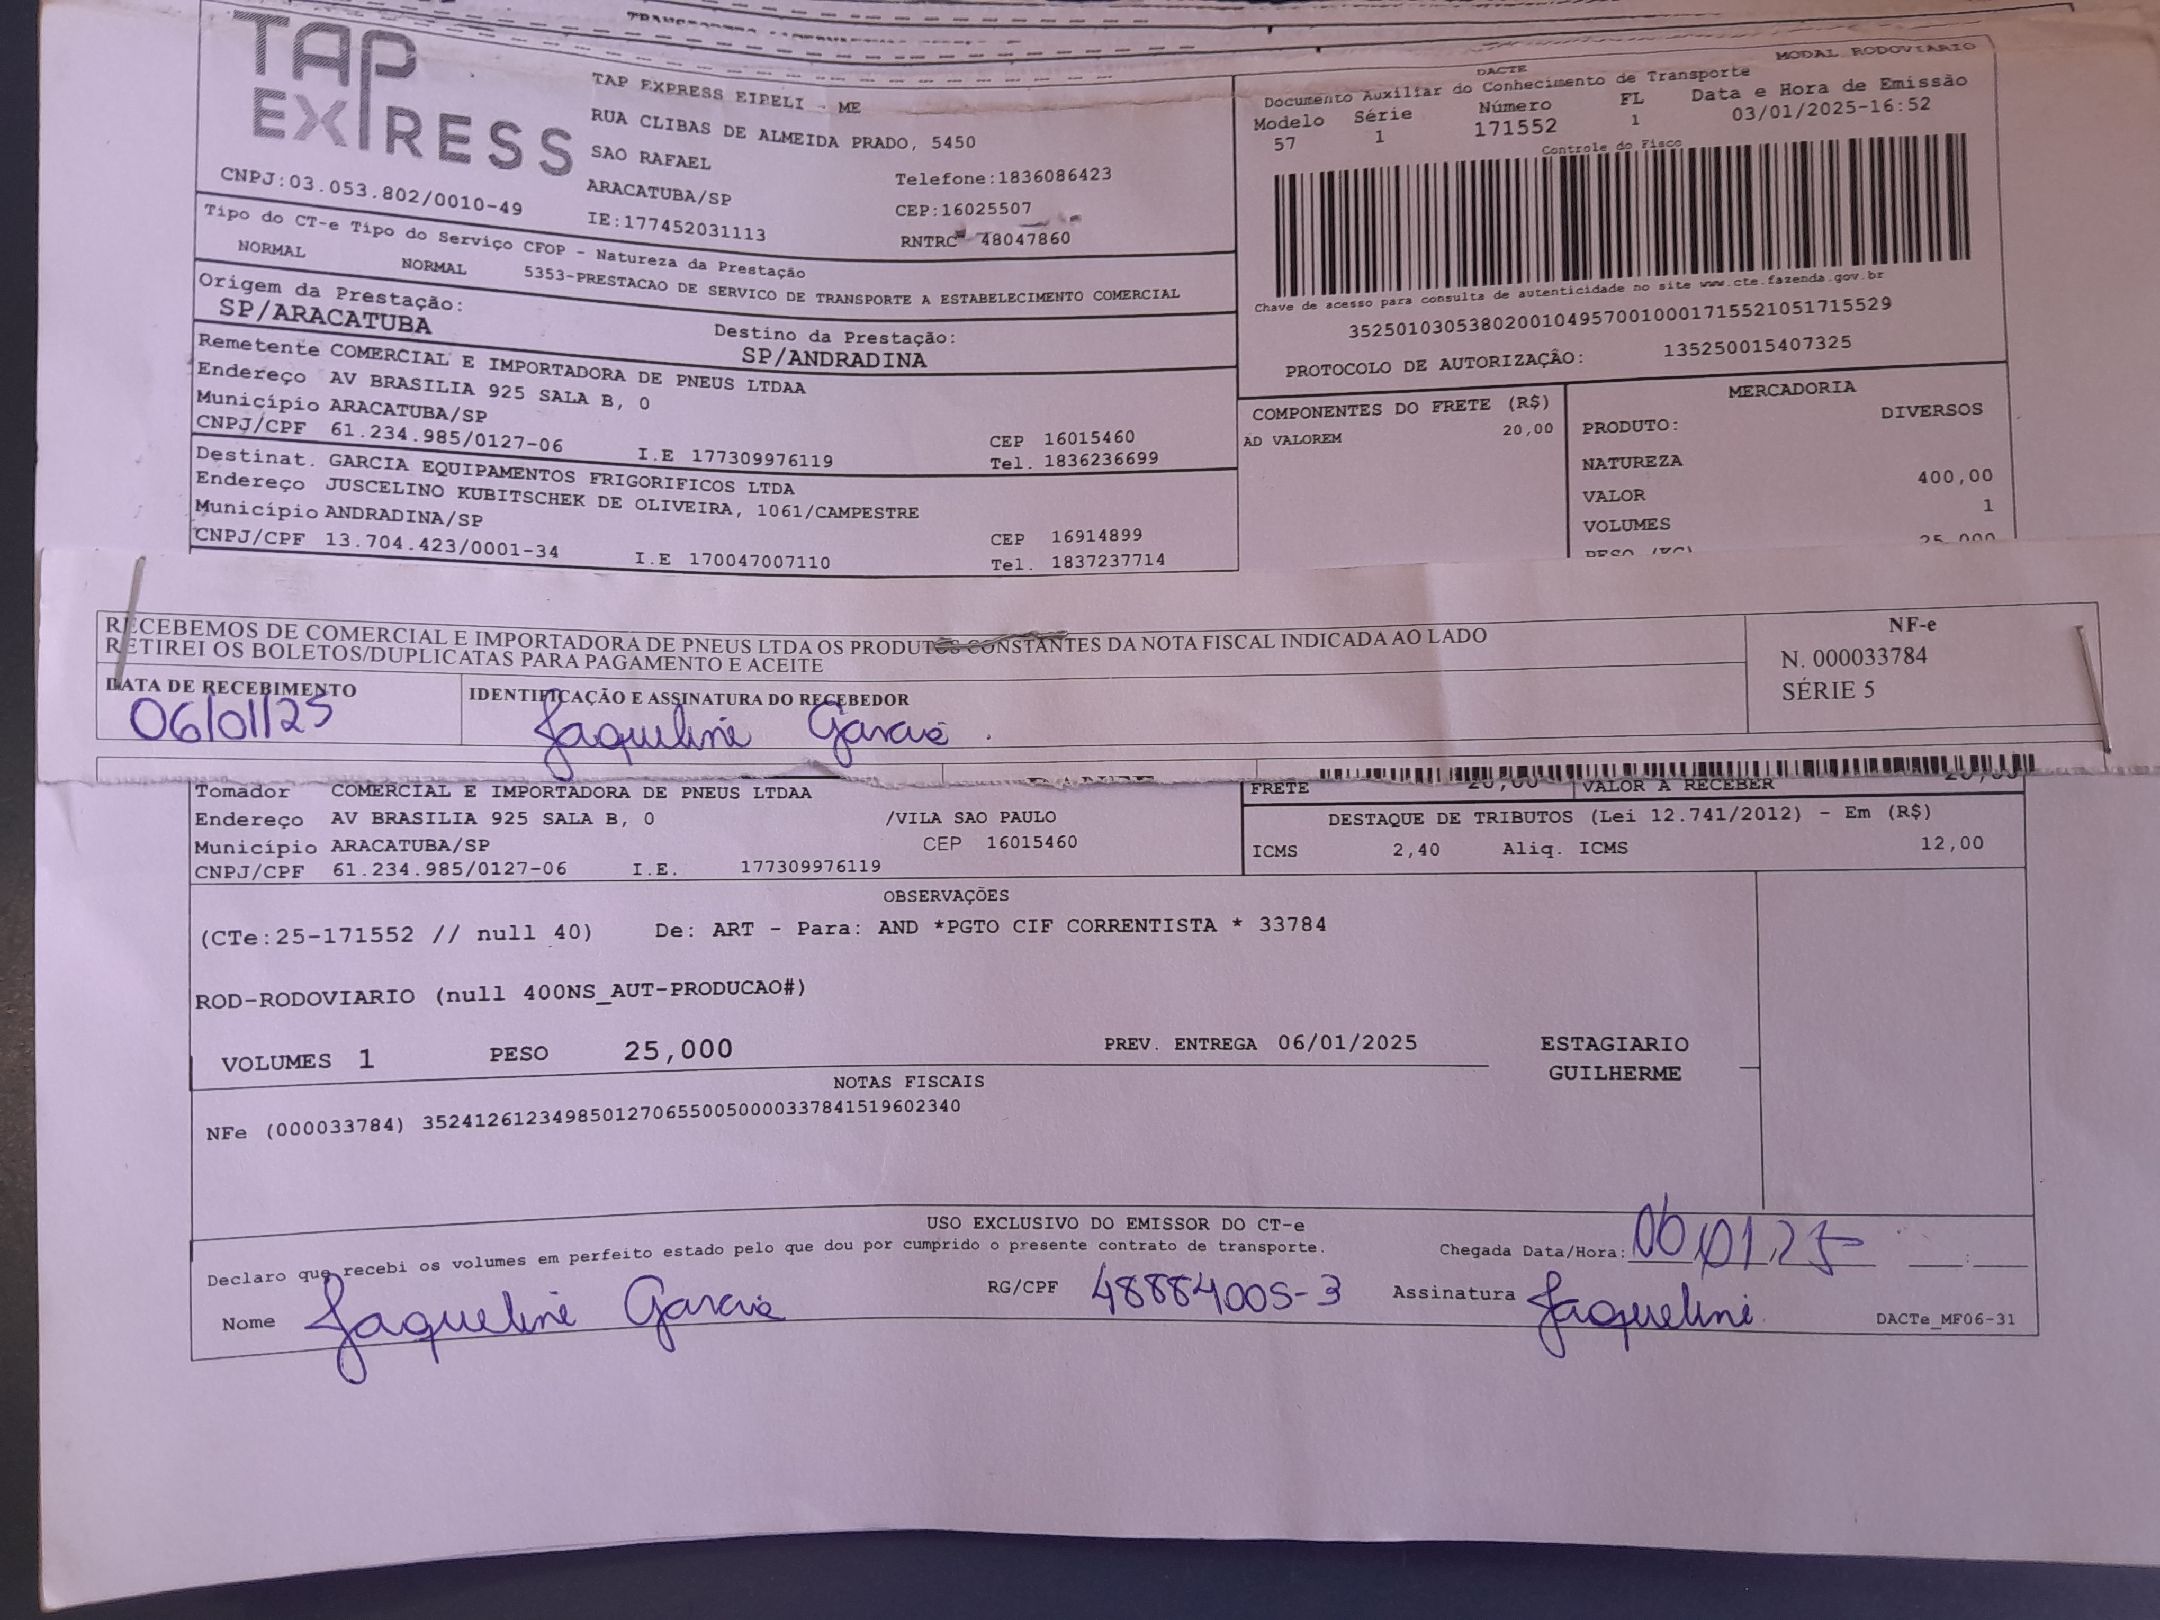 TAP EXPRESS
TAP EXPRESS EIRELI - ME
RUA CLIBAS DE ALMEIDA PRADO, 5450
SAO RAFAEL
Telefone:1836086423
ARACATUBA/SP
CEP:16025507
CNPJ:03.053.802/0010-49
IE:177452031113
RNTRC 48047860
MODAL RODOVIARIO
DACTE
Documento Auxiliar do Conhecimento de Transporte
Modelo Série Número FL Data e Hora de Emissão
57 1 171552 1 03/01/2025-16:52
Controle do Fisco
Chave de acesso para consulta de autenticidade no site www.cte.fazenda.gov.br
35250103053802001049570010001715521051715529
PROTOCOLO DE AUTORIZAÇÃO: 135250015407325
Tipo do CT-e Tipo do Serviço CFOP - Natureza da Prestação
NORMAL NORMAL 5353-PRESTACAO DE SERVICO DE TRANSPORTE A ESTABELECIMENTO COMERCIAL
Origem da Prestação: Destino da Prestação:
SP/ARACATUBA SP/ANDRADINA
Remetente COMERCIAL E IMPORTADORA DE PNEUS LTDAA
Endereço AV BRASILIA 925 SALA B, 0
Município ARACATUBA/SP CEP 16015460
CNPJ/CPF 61.234.985/0127-06 I.E 177309976119 Tel. 1836236699
Destinat. GARCIA EQUIPAMENTOS FRIGORIFICOS LTDA
Endereço JUSCELINO KUBITSCHEK DE OLIVEIRA, 1061/CAMPESTRE
Município ANDRADINA/SP CEP 16914899
CNPJ/CPF 13.704.423/0001-34 I.E 170047007110 Tel. 1837237714
COMPONENTES DO FRETE (R$)
AD VALOREM 20,00
MERCADORIA
PRODUTO: DIVERSOS
NATUREZA
VALOR 400,00
VOLUMES 1
PESO (KG) 25,000
RECEBEMOS DE COMERCIAL E IMPORTADORA DE PNEUS LTDA OS PRODUTOS CONSTANTES DA NOTA FISCAL INDICADA AO LADO
RETIREI OS BOLETOS/DUPLICATAS PARA PAGAMENTO E ACEITE
DATA DE RECEBIMENTO IDENTIFICAÇÃO E ASSINATURA DO RECEBEDOR
06/01/25 Jaqueline Garcia
NF-e
N. 000033784
SÉRIE 5
Tomador COMERCIAL E IMPORTADORA DE PNEUS LTDAA
Endereço AV BRASILIA 925 SALA B, 0 /VILA SAO PAULO
Município ARACATUBA/SP CEP 16015460
CNPJ/CPF 61.234.985/0127-06 I.E. 177309976119
FRETE 20,00 VALOR A RECEBER
DESTAQUE DE TRIBUTOS (Lei 12.741/2012) - Em (R$)
ICMS 2,40 Aliq. ICMS 12,00
OBSERVAÇÕES
(CTe:25-171552 // null 40) De: ART - Para: AND *PGTO CIF CORRENTISTA * 33784
ROD-RODOVIARIO (null 400NS_AUT-PRODUCAO#)
VOLUMES 1 PESO 25,000 PREV. ENTREGA 06/01/2025 ESTAGIARIO
GUILHERME
NOTAS FISCAIS
NFe (000033784) 35241261234985012706550050000337841519602340
USO EXCLUSIVO DO EMISSOR DO CT-e
Declaro que recebi os volumes em perfeito estado pelo que dou por cumprido o presente contrato de transporte. Chegada Data/Hora: 06/01/25
Nome Jaqueline Garcia RG/CPF 48884005-3 Assinatura Jaqueline.
DACTe_MF06-31